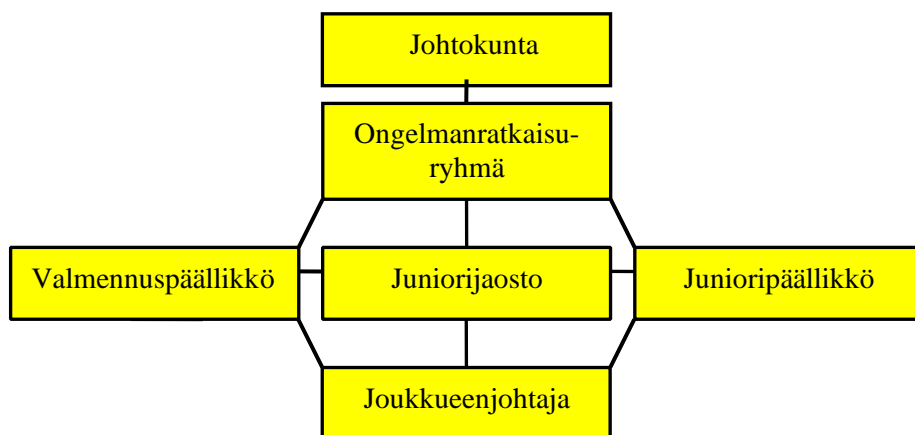 Johtokunta
Ongelmanratkaisu-
ryhmä
Valmennuspäällikkö
Juniorijaosto
Junioripäällikkö
Joukkueenjohtaja